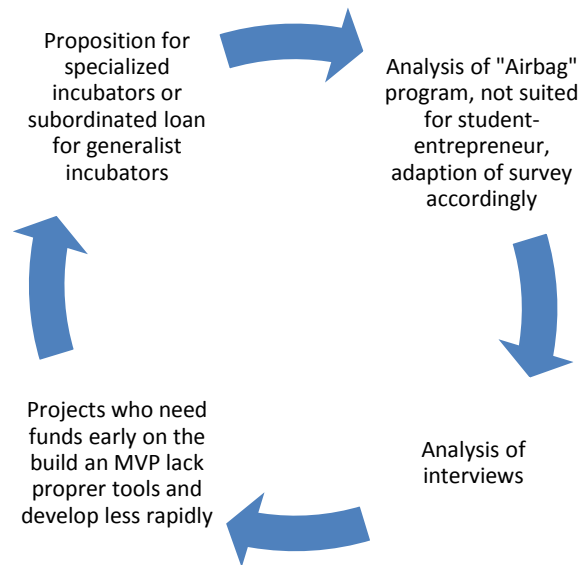 Proposition for
specialized
incubators or
subordinated loan
for generalist
incubators
Analysis of "Airbag"
program, not suited
for student-
entrepreneur,
adaption of survey
accordingly
Analysis of
interviews
Projects who need
funds early on the
build an MVP lack
proprer tools and
develop less rapidly